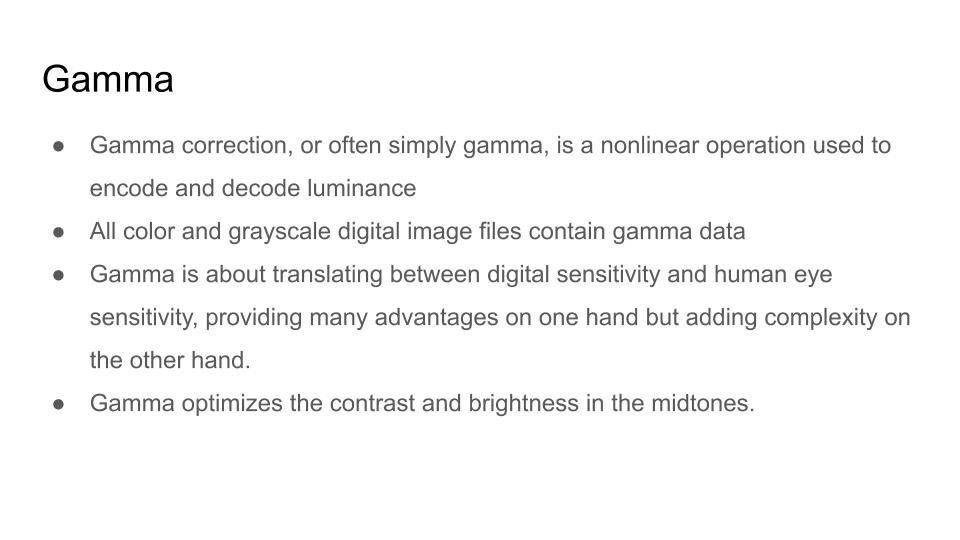 Gamma
● Gamma correction, or often simply gamma, is a nonlinear operation used to
encode and decode luminance
● All color and grayscale digital image files contain gamma data
● Gamma is about translating between digital sensitivity and human eye
sensitivity, providing many advantages on one hand but adding complexity on
the other hand.
● Gamma optimizes the contrast and brightness in the midtones.